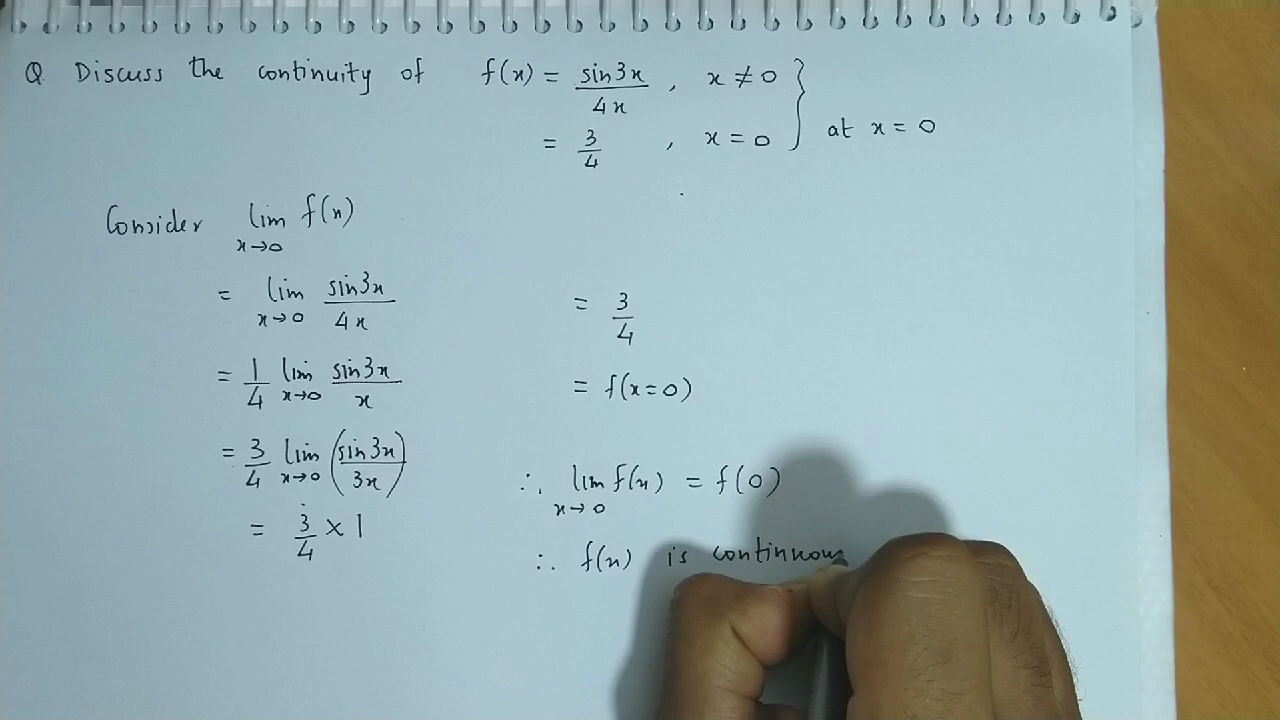 Q Discuss the continuity of f(x) = sin3x / 4x , x ≠ 0
= 3/4 , x = 0 } at x = 0
Consider lim x→0 f(x)
= lim x→0 sin3x / 4x
= 1/4 lim x→0 sin3x / x
= 3/4 lim x→0 (sin3x / 3x)
= 3/4 × 1
= 3/4
= f(x=0)
∴ lim x→0 f(x) = f(0)
∴ f(x) is continuous